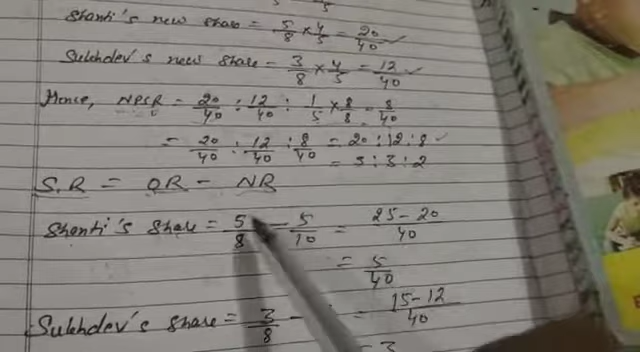 Shanti's new share = 5/8 × 4/5 = 20/40 ✓
Sukhdev's new share = 3/8 × 4/5 = 12/40 ✓
Hence, NPSR = 20/40 : 12/40 : 1/5 × 8/8 = 8/40
= 20/40 : 12/40 : 8/40 = 20 : 12 : 8
= 5 : 3 : 2
S.R = OR - NR
Shanti's share = 5/8 - 5/10 = 25-20/40
= 5/40
Sukhdev's share = 3/8 - = 15-12/40
= 3